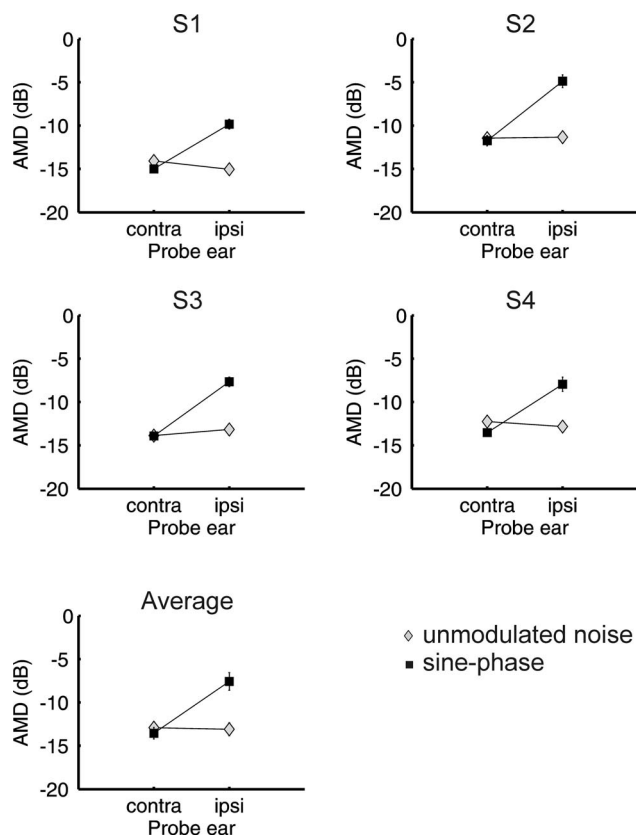 S1
0
-5
-10
-15
-20
AMD (dB)
contra ipsi
Probe ear
S2
0
-5
-10
-15
-20
AMD (dB)
contra ipsi
Probe ear
S3
0
-5
-10
-15
-20
AMD (dB)
contra ipsi
Probe ear
S4
0
-5
-10
-15
-20
AMD (dB)
contra ipsi
Probe ear
Average
0
-5
-10
-15
-20
AMD (dB)
contra ipsi
Probe ear
unmodulated noise
sine-phase